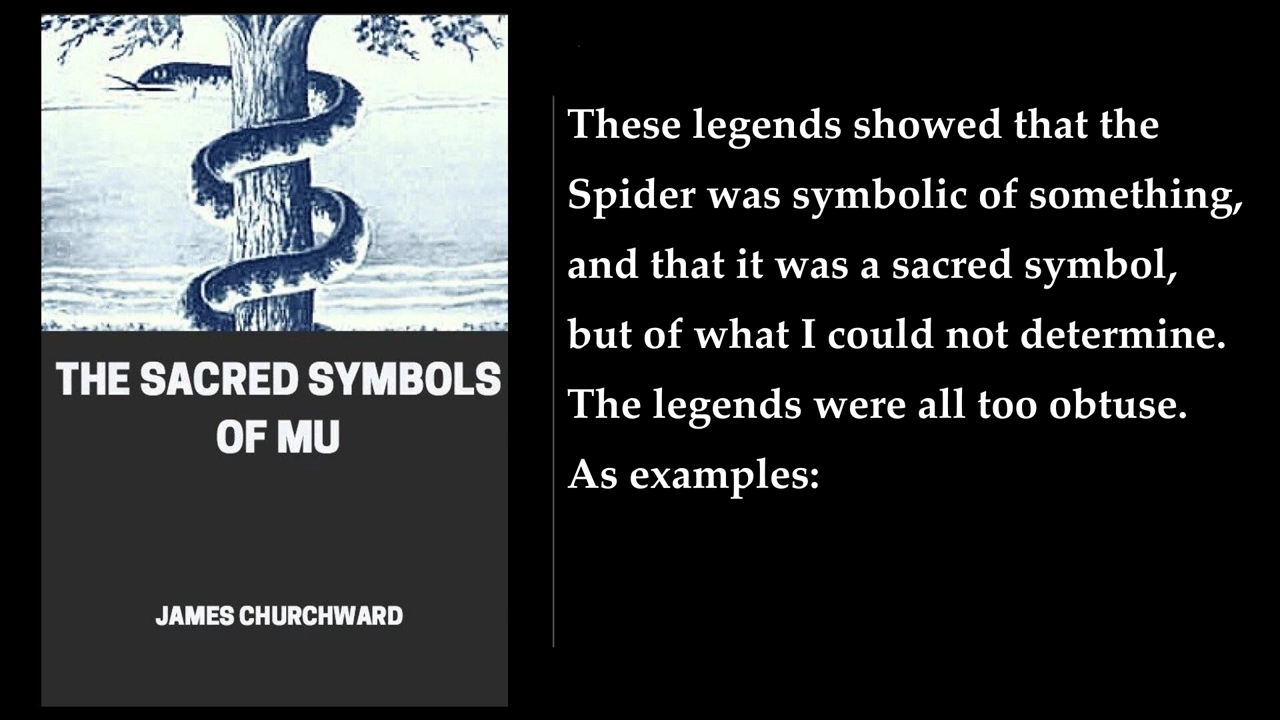 THE SACRED SYMBOLS
OF MU
JAMES CHURCHWARD
These legends showed that the
Spider was symbolic of something,
and that it was a sacred symbol,
but of what I could not determine.
The legends were all too obtuse.
As examples: